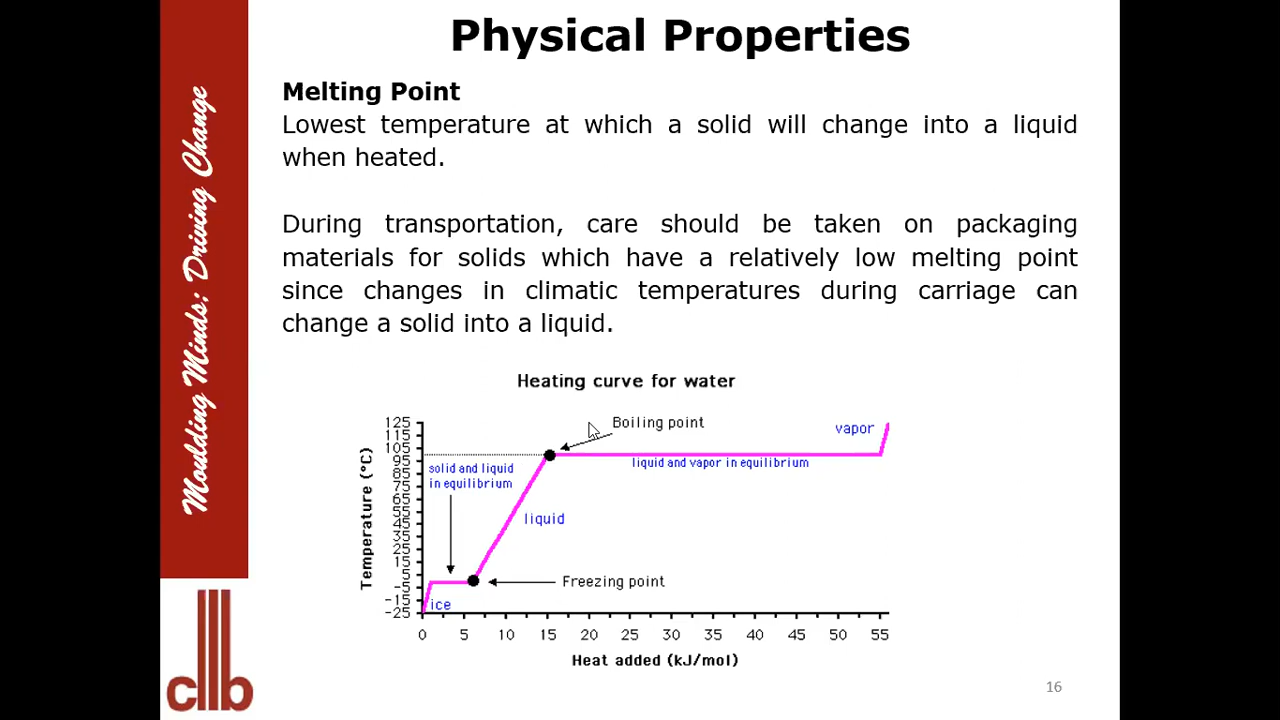 Physical Properties
Moulding Minds: Driving Change
Melting Point
Lowest temperature at which a solid will change into a liquid
when heated.
During transportation, care should be taken on packaging
materials for solids which have a relatively low melting point
since changes in climatic temperatures during carriage can
change a solid into a liquid.
Heating curve for water
Temperature (°C)
125
115
105
95
85
75
65
55
45
35
25
15
5
-5
-15
-25
Boiling point
vapor
solid and liquid
in equilibrium
liquid and vapor in equilibrium
liquid
Freezing point
ice
0 5 10 15 20 25 30 35 40 45 50 55
Heat added (kJ/mol)
cllb
16